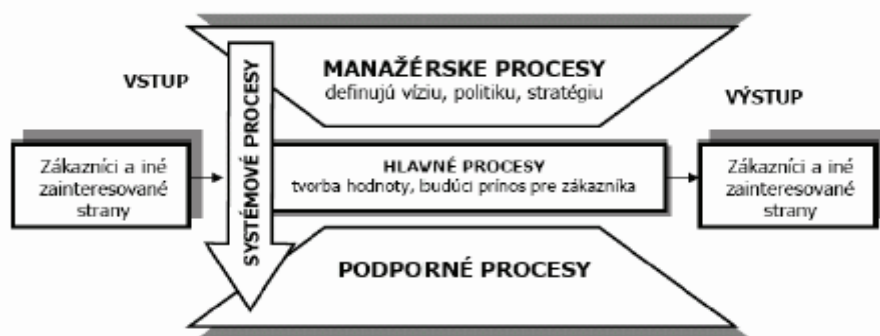 MANAŽÉRSKE PROCESY
definujú víziu, politiku, stratégiu
VSTUP
VÝSTUP
SYSTÉMOVÉ PROCESY
Zákazníci a iné
zainteresované
strany
HLAVNÉ PROCESY
tvorba hodnoty, budúci prínos pre zákazníka
Zákazníci a iné
zainteresované
strany
PODPORNÉ PROCESY